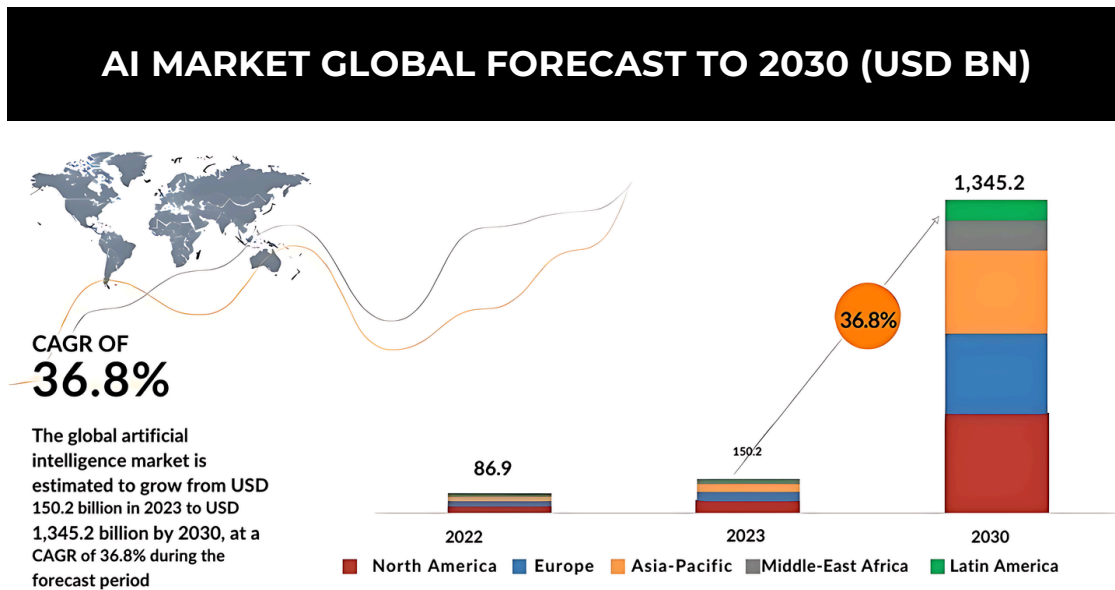 AI MARKET GLOBAL FORECAST TO 2030 (USD BN)
CAGR OF
36.8%
The global artificial
intelligence market is
estimated to grow from USD
150.2 billion in 2023 to USD
1,345.2 billion by 2030, at a
CAGR of 36.8% during the
forecast period
86.9
150.2
36.8%
1,345.2
2022
2023
2030
North America
Europe
Asia-Pacific
Middle-East Africa
Latin America